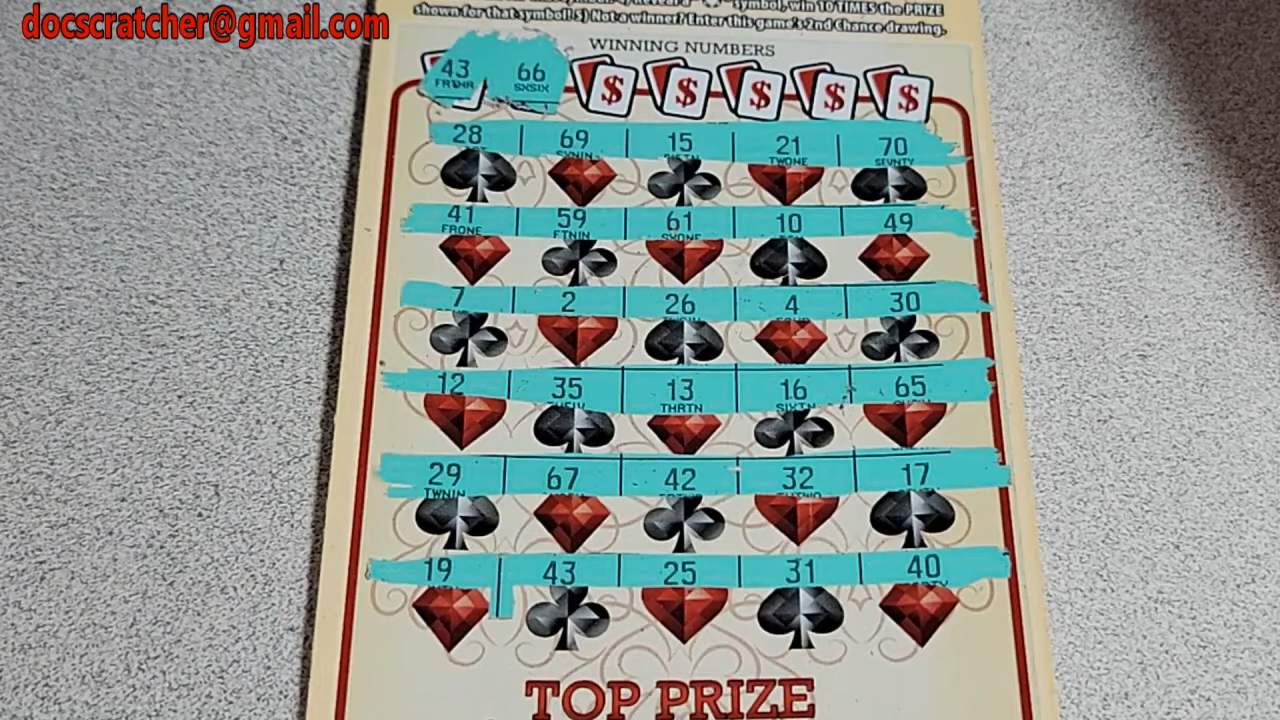 docscratcher@gmail.com
symbol, win 10 TIMES the PRIZE
shown for that symbol! 5) Not a winner? Enter this game's 2nd Chance drawing.
WINNING NUMBERS
43 66 $ $ $ $ $
FRTHR SXSIX
28 69 15 21 70
SXNIN TWONE SEVNTY
41 59 61 10 49
FRONE FTNIN SXONE
7 2 26 4 30
12 35 13 16 65
THRTN SIXTN
29 67 42 32 17
TWNIN
19 43 25 31 40
TOP PRIZE